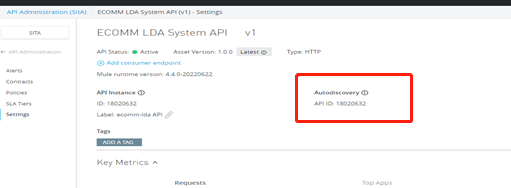 API Administration (SITA)
ECOMM LDA System API (v1) - Settings
SITA
API Administration
Alerts
Contracts
Policies
SLA Tiers
Settings
ECOMM LDA System API v1
API Status: Active Asset Version: 1.0.0 Latest Type: HTTP
Add consumer endpoint
Mule runtime version: 4.4.0-20220622
API Instance
ID: 18020632
Label: ecomm-lda API
Autodiscovery
API ID: 18020632
Tags
ADD A TAG
Key Metrics
Requests
Top Apps